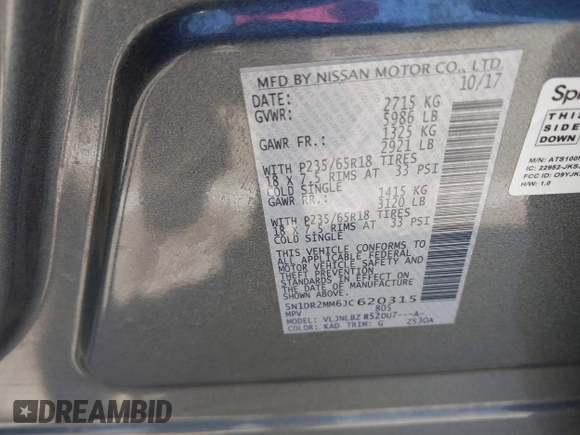 MFD BY NISSAN MOTOR CO., LTD.
DATE: 10/17
GVWR: 2715 KG
5986 LB
GAWR FR.: 1325 KG
2921 LB
WITH P235/65R18 TIRES
18 X 7.5 RIMS AT 33 PSI
COLD SINGLE
GAWR RR.: 1415 KG
3120 LB
WITH P235/65R18 TIRES
18 X 7.5 RIMS AT 33 PSI
COLD SINGLE
THIS VEHICLE CONFORMS TO
ALL APPLICABLE FEDERAL
MOTOR VEHICLE SAFETY AND
THEFT PREVENTION
STANDARDS IN EFFECT ON
THE DATE OF MANUFACTURE
SHOWN ABOVE.
5N1DR2MM6JC620315
MPV 805
MODEL: VLJNLBZ R52DU7---A-
COLOR: KAD TRIM: G ZS30A
THIS
SIDE
DOWN
H/W: 1.0
DREAMBID